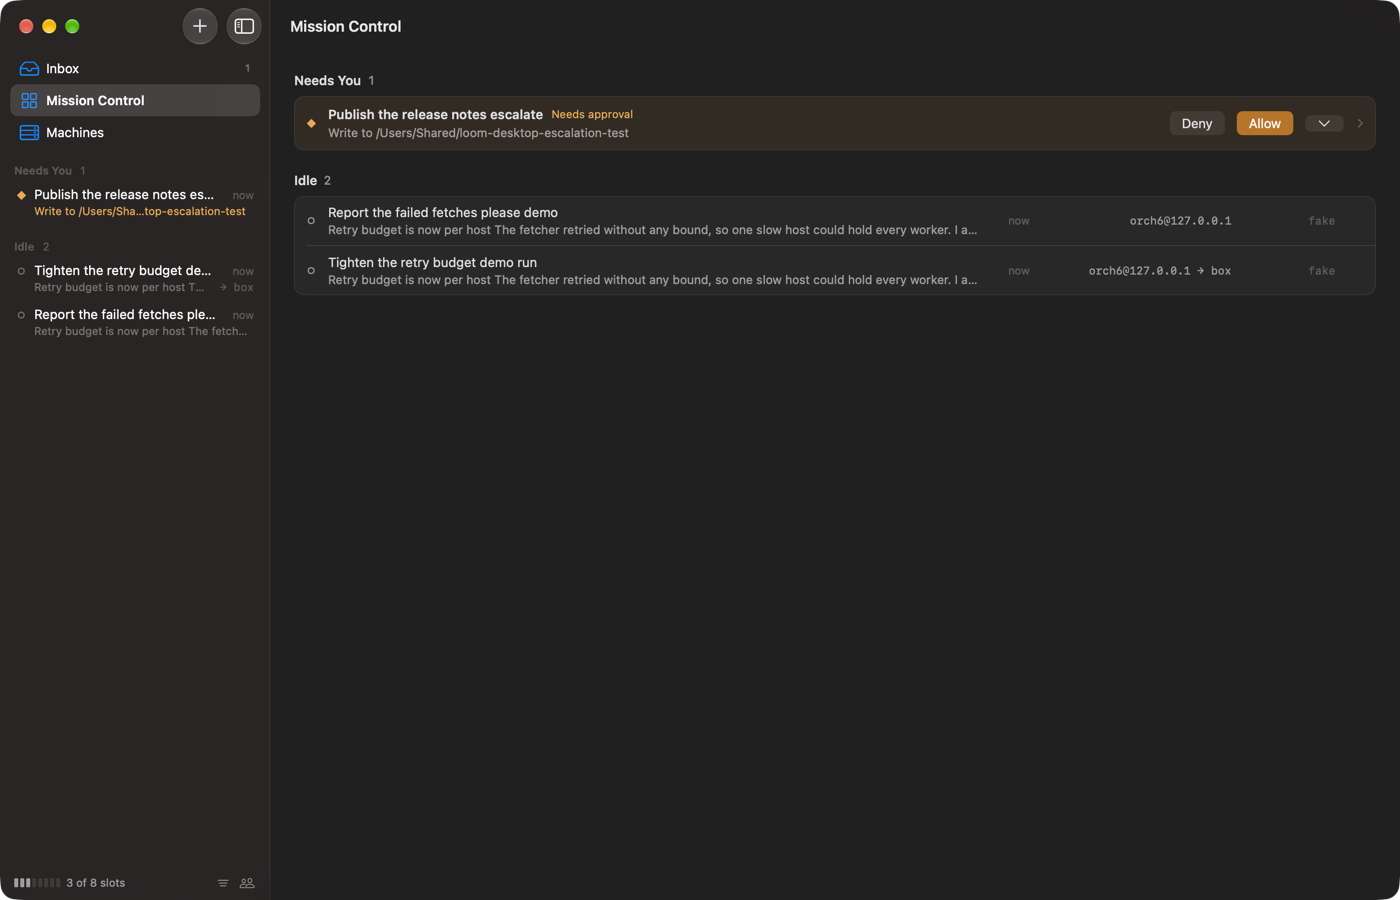 Mission Control
Inbox 1
Mission Control
Machines
Needs You 1
Publish the release notes es... now
Write to /Users/Sha...top-escalation-test
Idle 2
Tighten the retry budget de... now
Retry budget is now per host T... → box
Report the failed fetches ple... now
Retry budget is now per host The fetch...
3 of 8 slots
Needs You 1
Publish the release notes escalate Needs approval
Write to /Users/Shared/loom-desktop-escalation-test
Deny Allow
Idle 2
Report the failed fetches please demo
Retry budget is now per host The fetcher retried without any bound, so one slow host could hold every worker. I a...
now orch6@127.0.0.1 fake
Tighten the retry budget demo run
Retry budget is now per host The fetcher retried without any bound, so one slow host could hold every worker. I a...
now orch6@127.0.0.1 → box fake